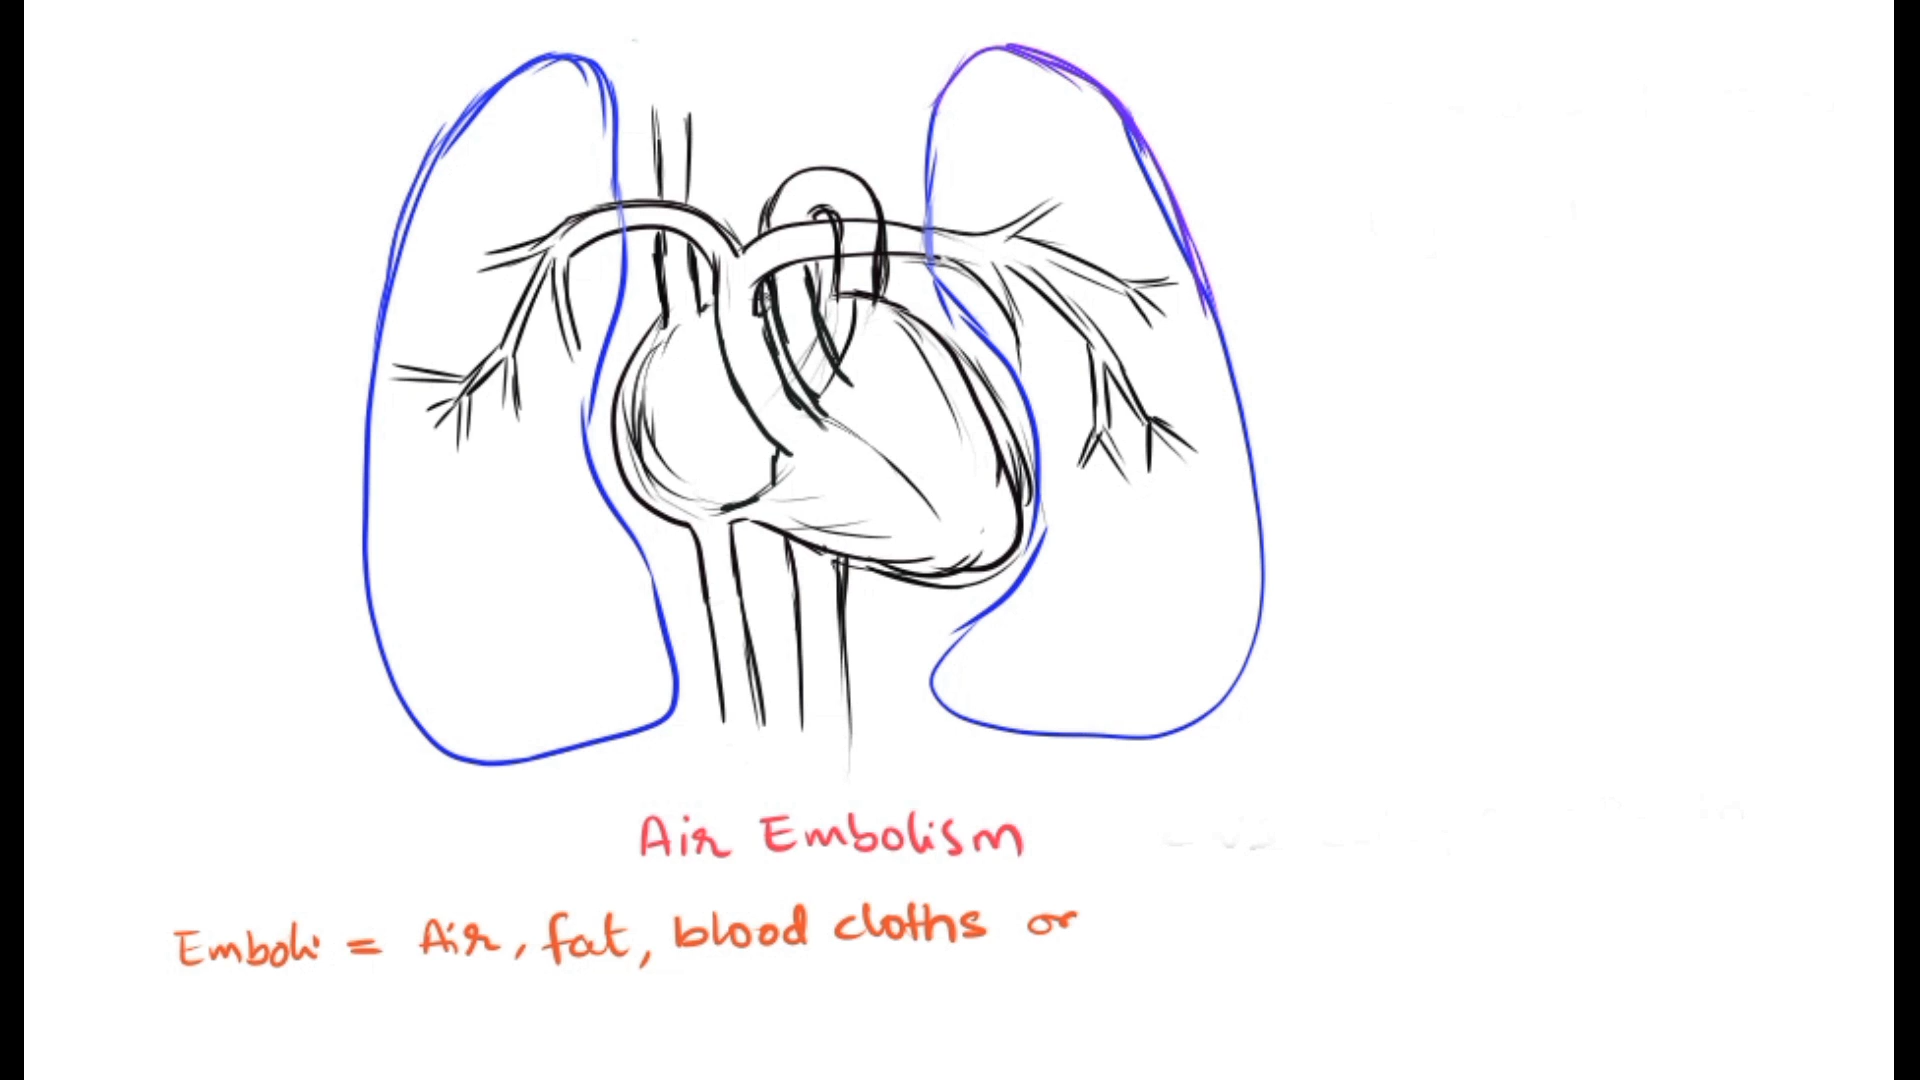 Air Embolism
Emboli = Air, fat, blood cloths or